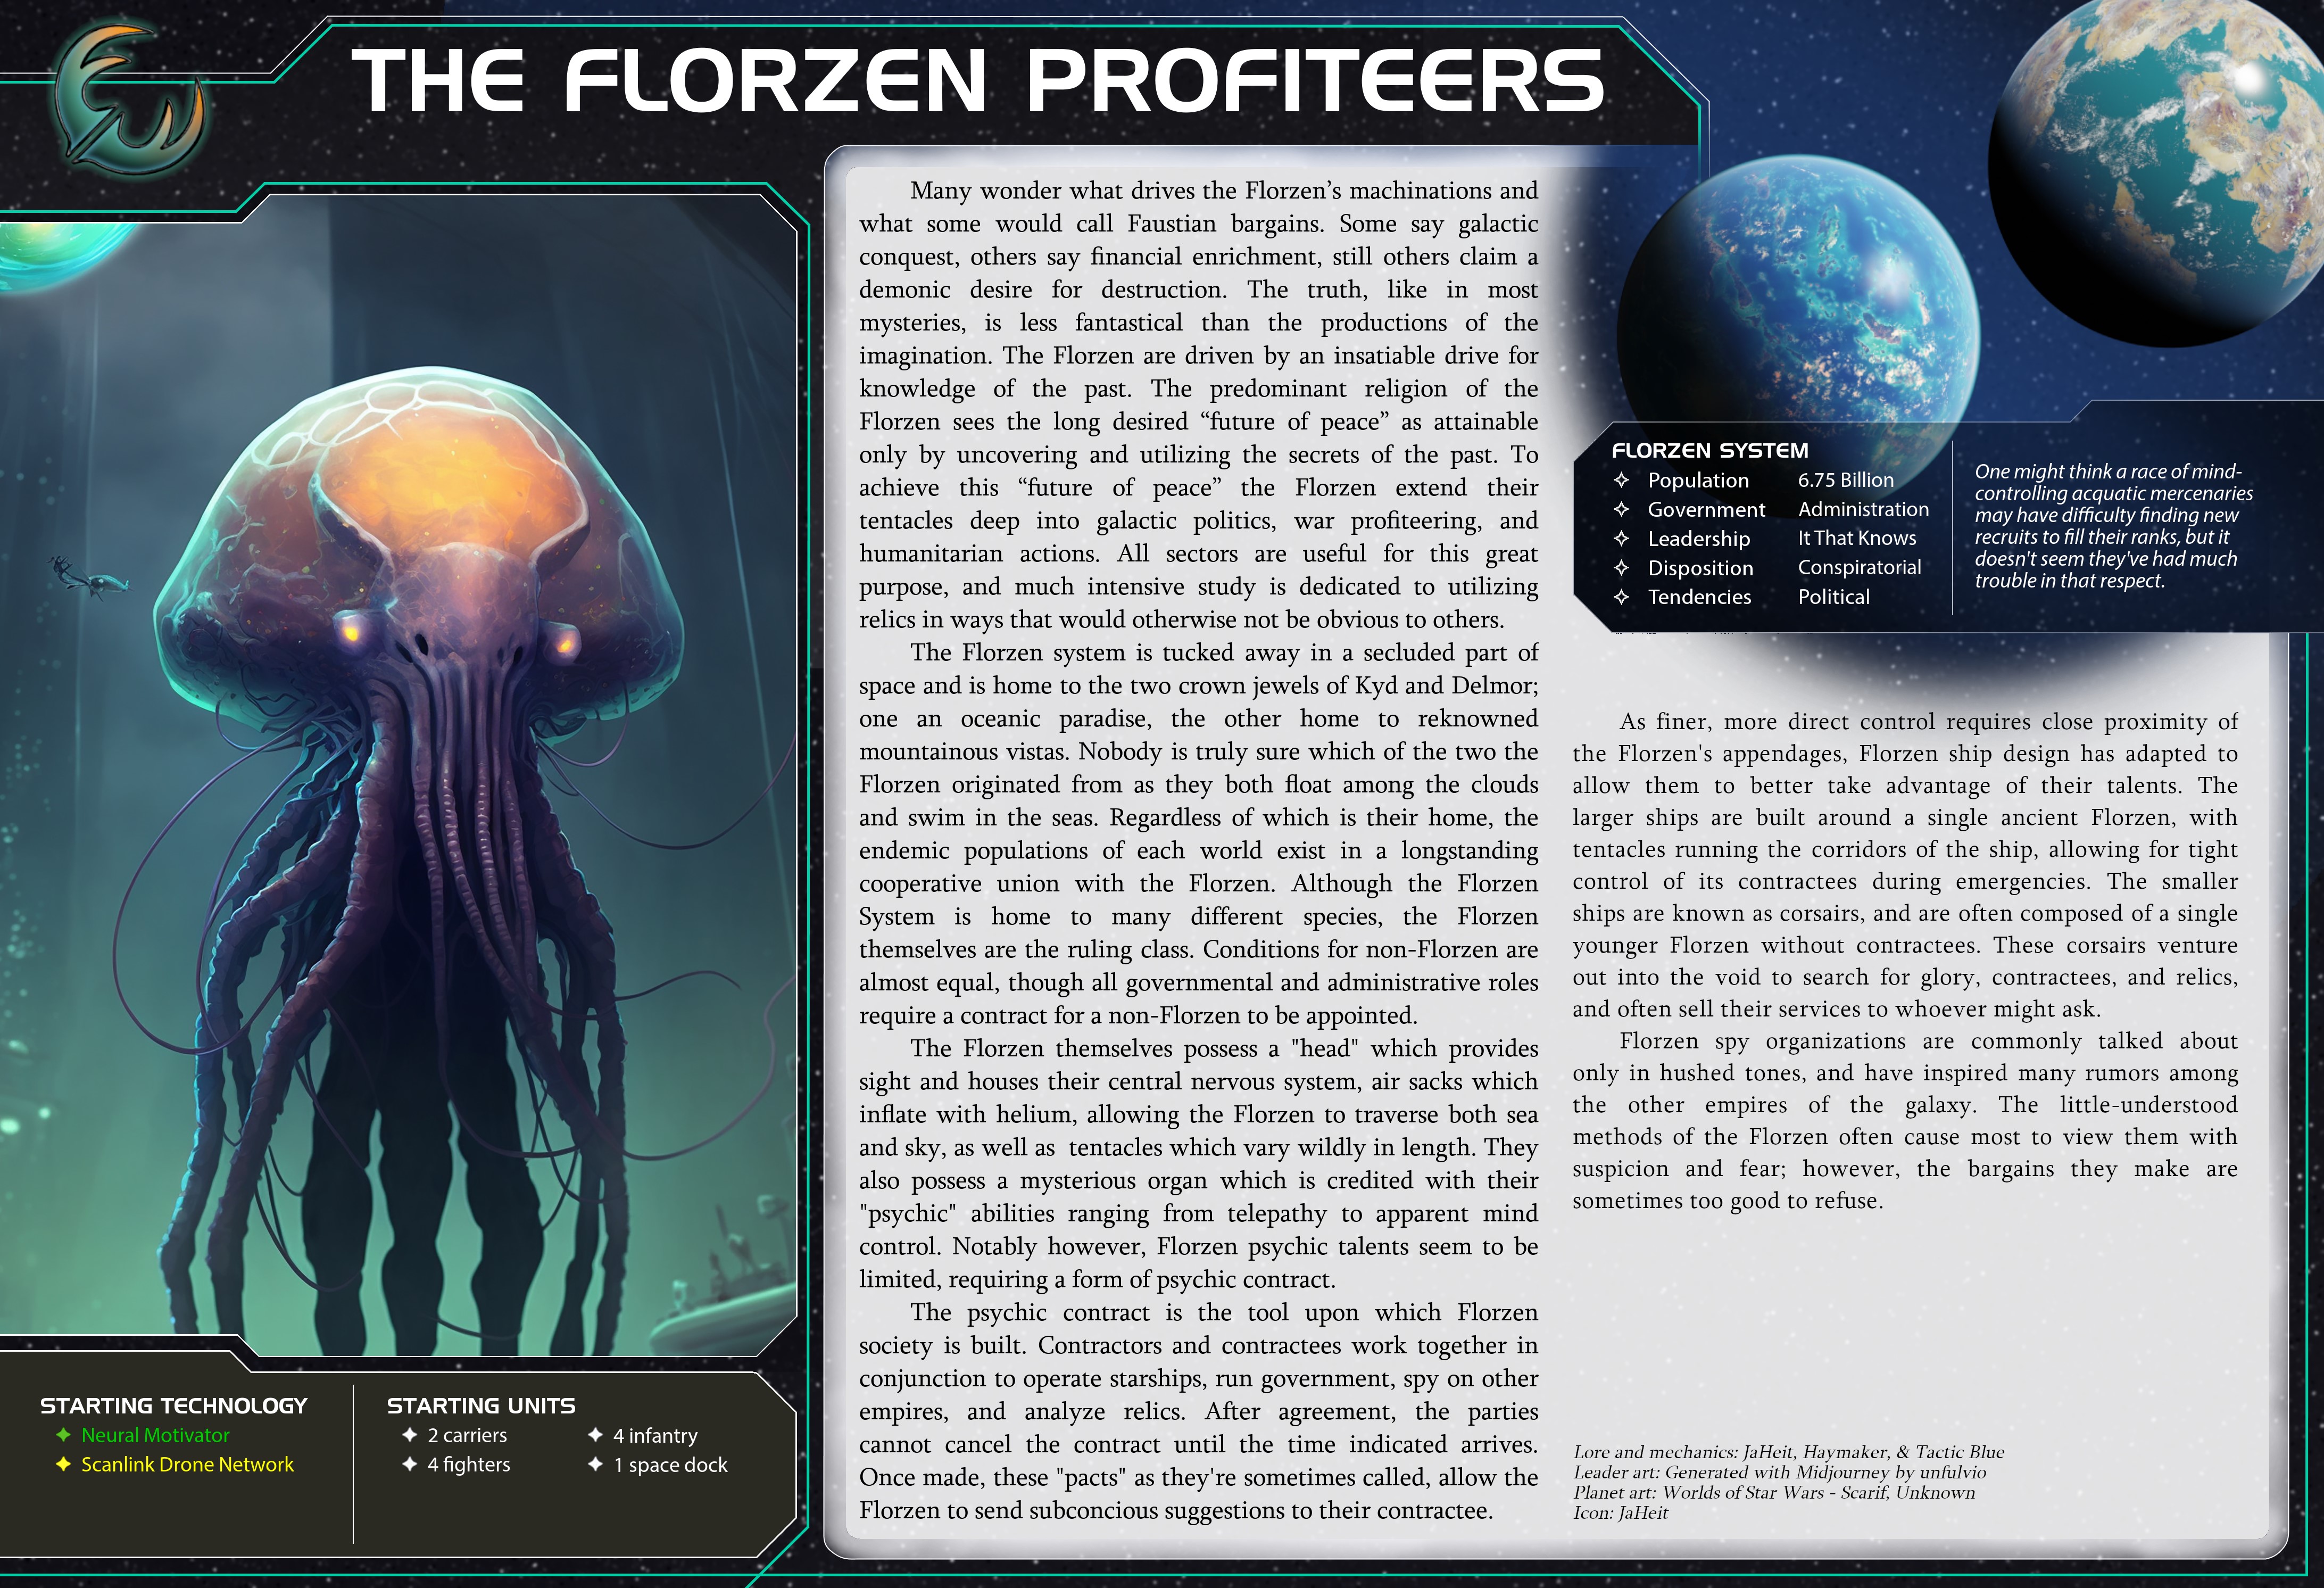 THE FLORZEN PROFITEERS
Many wonder what drives the Florzen’s machinations and
what some would call Faustian bargains. Some say galactic
conquest, others say financial enrichment, still others claim a
demonic desire for destruction. The truth, like in most
mysteries, is less fantastical than the productions of the
imagination. The Florzen are driven by an insatiable drive for
knowledge of the past. The predominant religion of the
Florzen sees the long desired “future of peace” as attainable
only by uncovering and utilizing the secrets of the past. To
achieve this “future of peace” the Florzen extend their
tentacles deep into galactic politics, war profiteering, and
humanitarian actions. All sectors are useful for this great
purpose, and much intensive study is dedicated to utilizing
relics in ways that would otherwise not be obvious to others.
The Florzen system is tucked away in a secluded part of
space and is home to the two crown jewels of Kyd and Delmor;
one an oceanic paradise, the other home to reknowned
mountainous vistas. Nobody is truly sure which of the two the
Florzen originated from as they both float among the clouds
and swim in the seas. Regardless of which is their home, the
endemic populations of each world exist in a longstanding
cooperative union with the Florzen. Although the Florzen
System is home to many different species, the Florzen
themselves are the ruling class. Conditions for non-Florzen are
almost equal, though all governmental and administrative roles
require a contract for a non-Florzen to be appointed.
The Florzen themselves possess a "head" which provides
sight and houses their central nervous system, air sacks which
inflate with helium, allowing the Florzen to traverse both sea
and sky, as well as tentacles which vary wildly in length. They
also possess a mysterious organ which is credited with their
"psychic" abilities ranging from telepathy to apparent mind
control. Notably however, Florzen psychic talents seem to be
limited, requiring a form of psychic contract.
The psychic contract is the tool upon which Florzen
society is built. Contractors and contractees work together in
conjunction to operate starships, run government, spy on other
empires, and analyze relics. After agreement, the parties
cannot cancel the contract until the time indicated arrives.
Once made, these "pacts" as they're sometimes called, allow the
Florzen to send subconcious suggestions to their contractee.
FLORZEN SYSTEM
Population 6.75 Billion
Government Administration
Leadership It That Knows
Disposition Conspiratorial
Tendencies Political
One might think a race of mind-
controlling acquatic mercenaries
may have difficulty finding new
recruits to fill their ranks, but it
doesn't seem they've had much
trouble in that respect.
As finer, more direct control requires close proximity of
the Florzen's appendages, Florzen ship design has adapted to
allow them to better take advantage of their talents. The
larger ships are built around a single ancient Florzen, with
tentacles running the corridors of the ship, allowing for tight
control of its contractees during emergencies. The smaller
ships are known as corsairs, and are often composed of a single
younger Florzen without contractees. These corsairs venture
out into the void to search for glory, contractees, and relics,
and often sell their services to whoever might ask.
Florzen spy organizations are commonly talked about
only in hushed tones, and have inspired many rumors among
the other empires of the galaxy. The little-understood
methods of the Florzen often cause most to view them with
suspicion and fear; however, the bargains they make are
sometimes too good to refuse.
Lore and mechanics: JaHeit, Haymaker, & Tactic Blue
Leader art: Generated with Midjourney by unfulvio
Planet art: Worlds of Star Wars - Scarif, Unknown
Icon: JaHeit
STARTING TECHNOLOGY
Neural Motivator
Scanlink Drone Network
STARTING UNITS
2 carriers 4 infantry
4 fighters 1 space dock